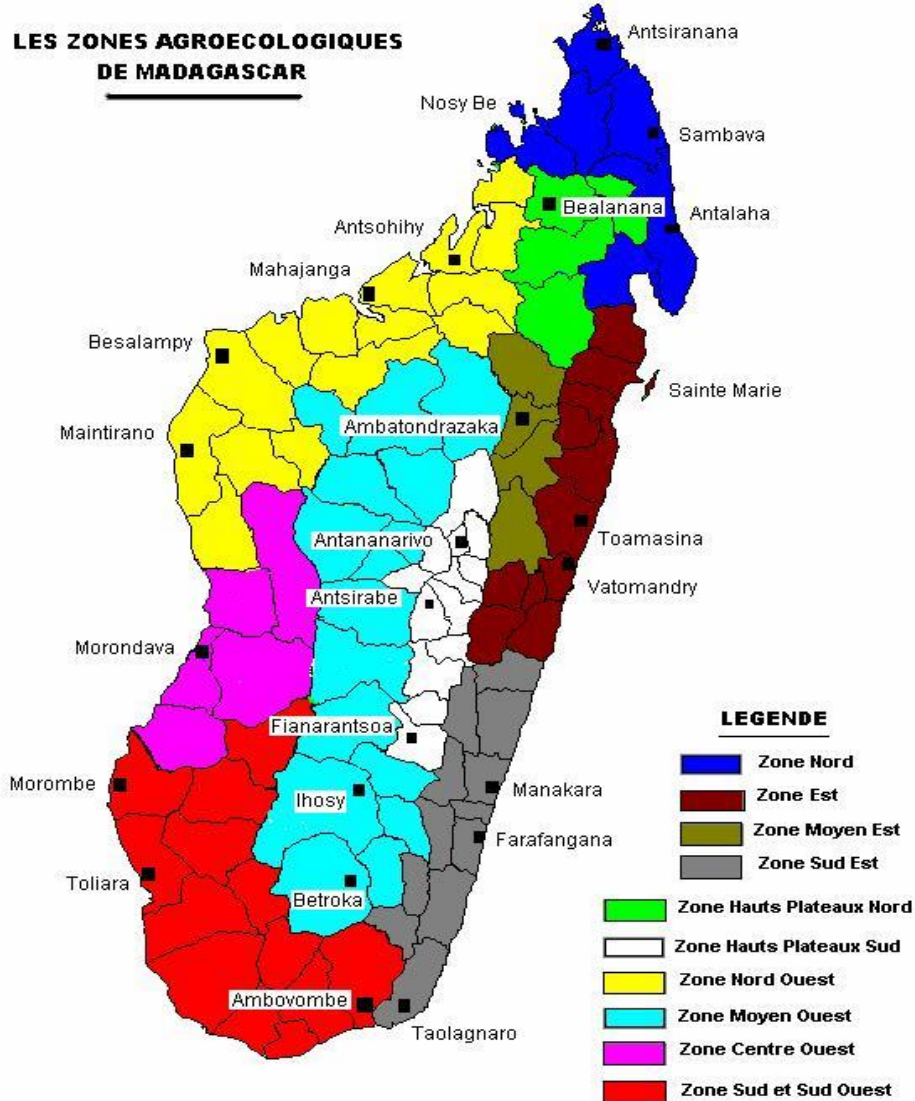 LES ZONES AGROECOLOGIQUES
DE MADAGASCAR
Antsiranana
Nosy Be
Sambava
Bealanana
Antalaha
Antsohihy
Mahajanga
Besalampy
Sainte Marie
Ambatondrazaka
Maintirano
Antananarivo
Toamasina
Vatomandry
Antsirabe
Morondava
Fianarantsoa
Morombe
Ihosy
Manakara
Farafangana
Toliara
Betroka
Ambovombe
Taolagnaro
LEGENDE
Zone Nord
Zone Est
Zone Moyen Est
Zone Sud Est
Zone Hauts Plateaux Nord
Zone Hauts Plateaux Sud
Zone Nord Ouest
Zone Moyen Ouest
Zone Centre Ouest
Zone Sud et Sud Ouest